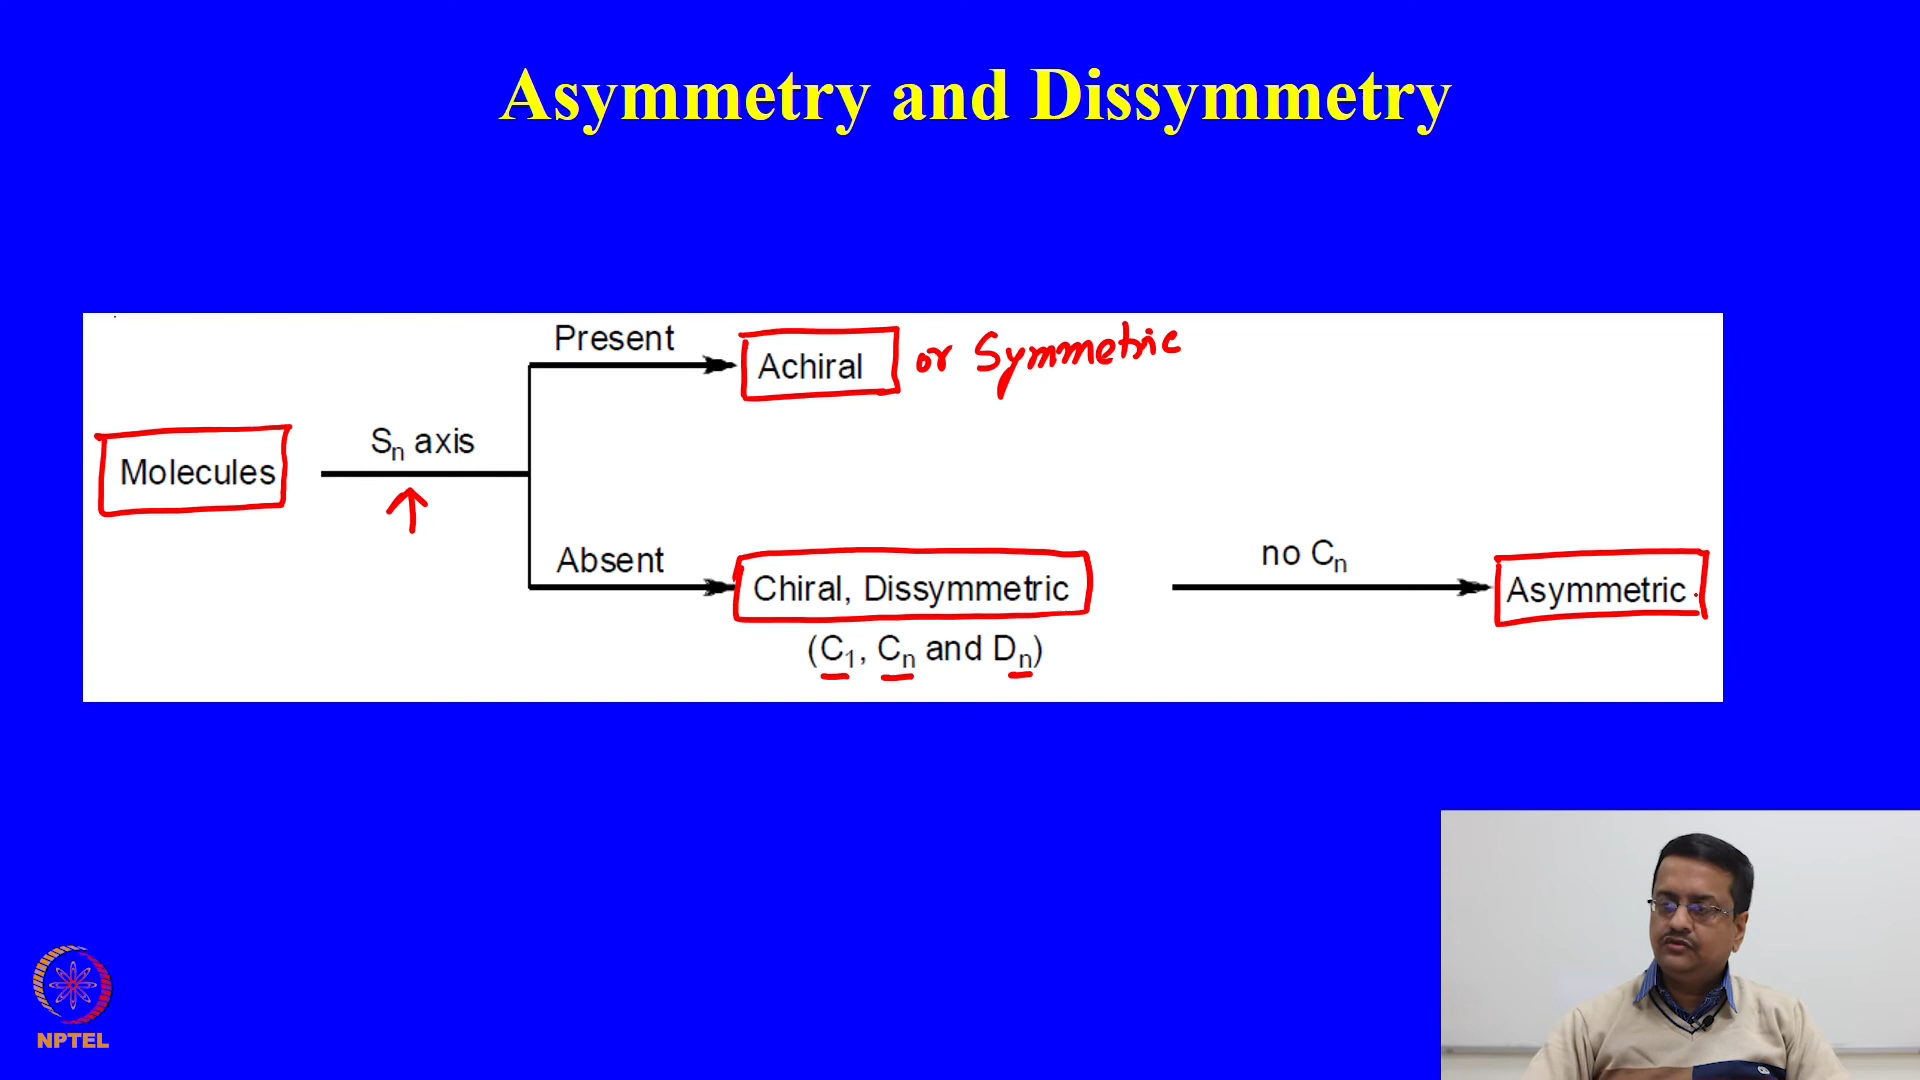 Asymmetry and Dissymmetry
Present
Achiral or Symmetric
Sn axis
Molecules
Absent
no Cn
Chiral, Dissymmetric
Asymmetric
(C1, Cn and Dn)
NPTEL